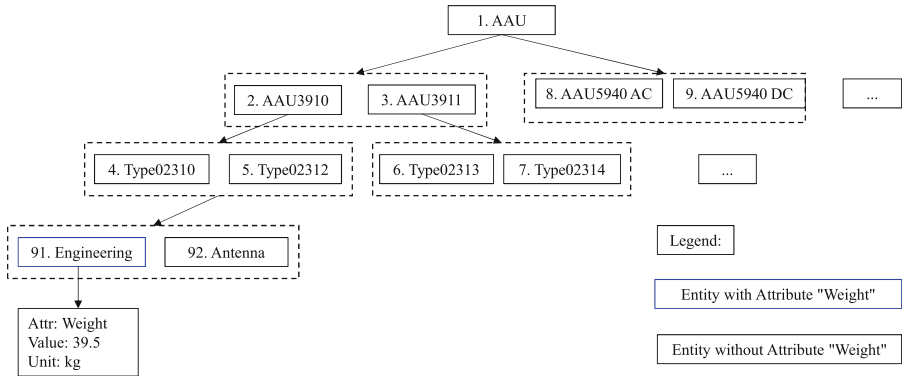 1. AAU
2. AAU3910
3. AAU3911
8. AAU5940 AC
9. AAU5940 DC
...
4. Type02310
5. Type02312
6. Type02313
7. Type02314
...
91. Engineering
92. Antenna
Attr: Weight
Value: 39.5
Unit: kg
Legend:
Entity with Attribute "Weight"
Entity without Attribute "Weight"